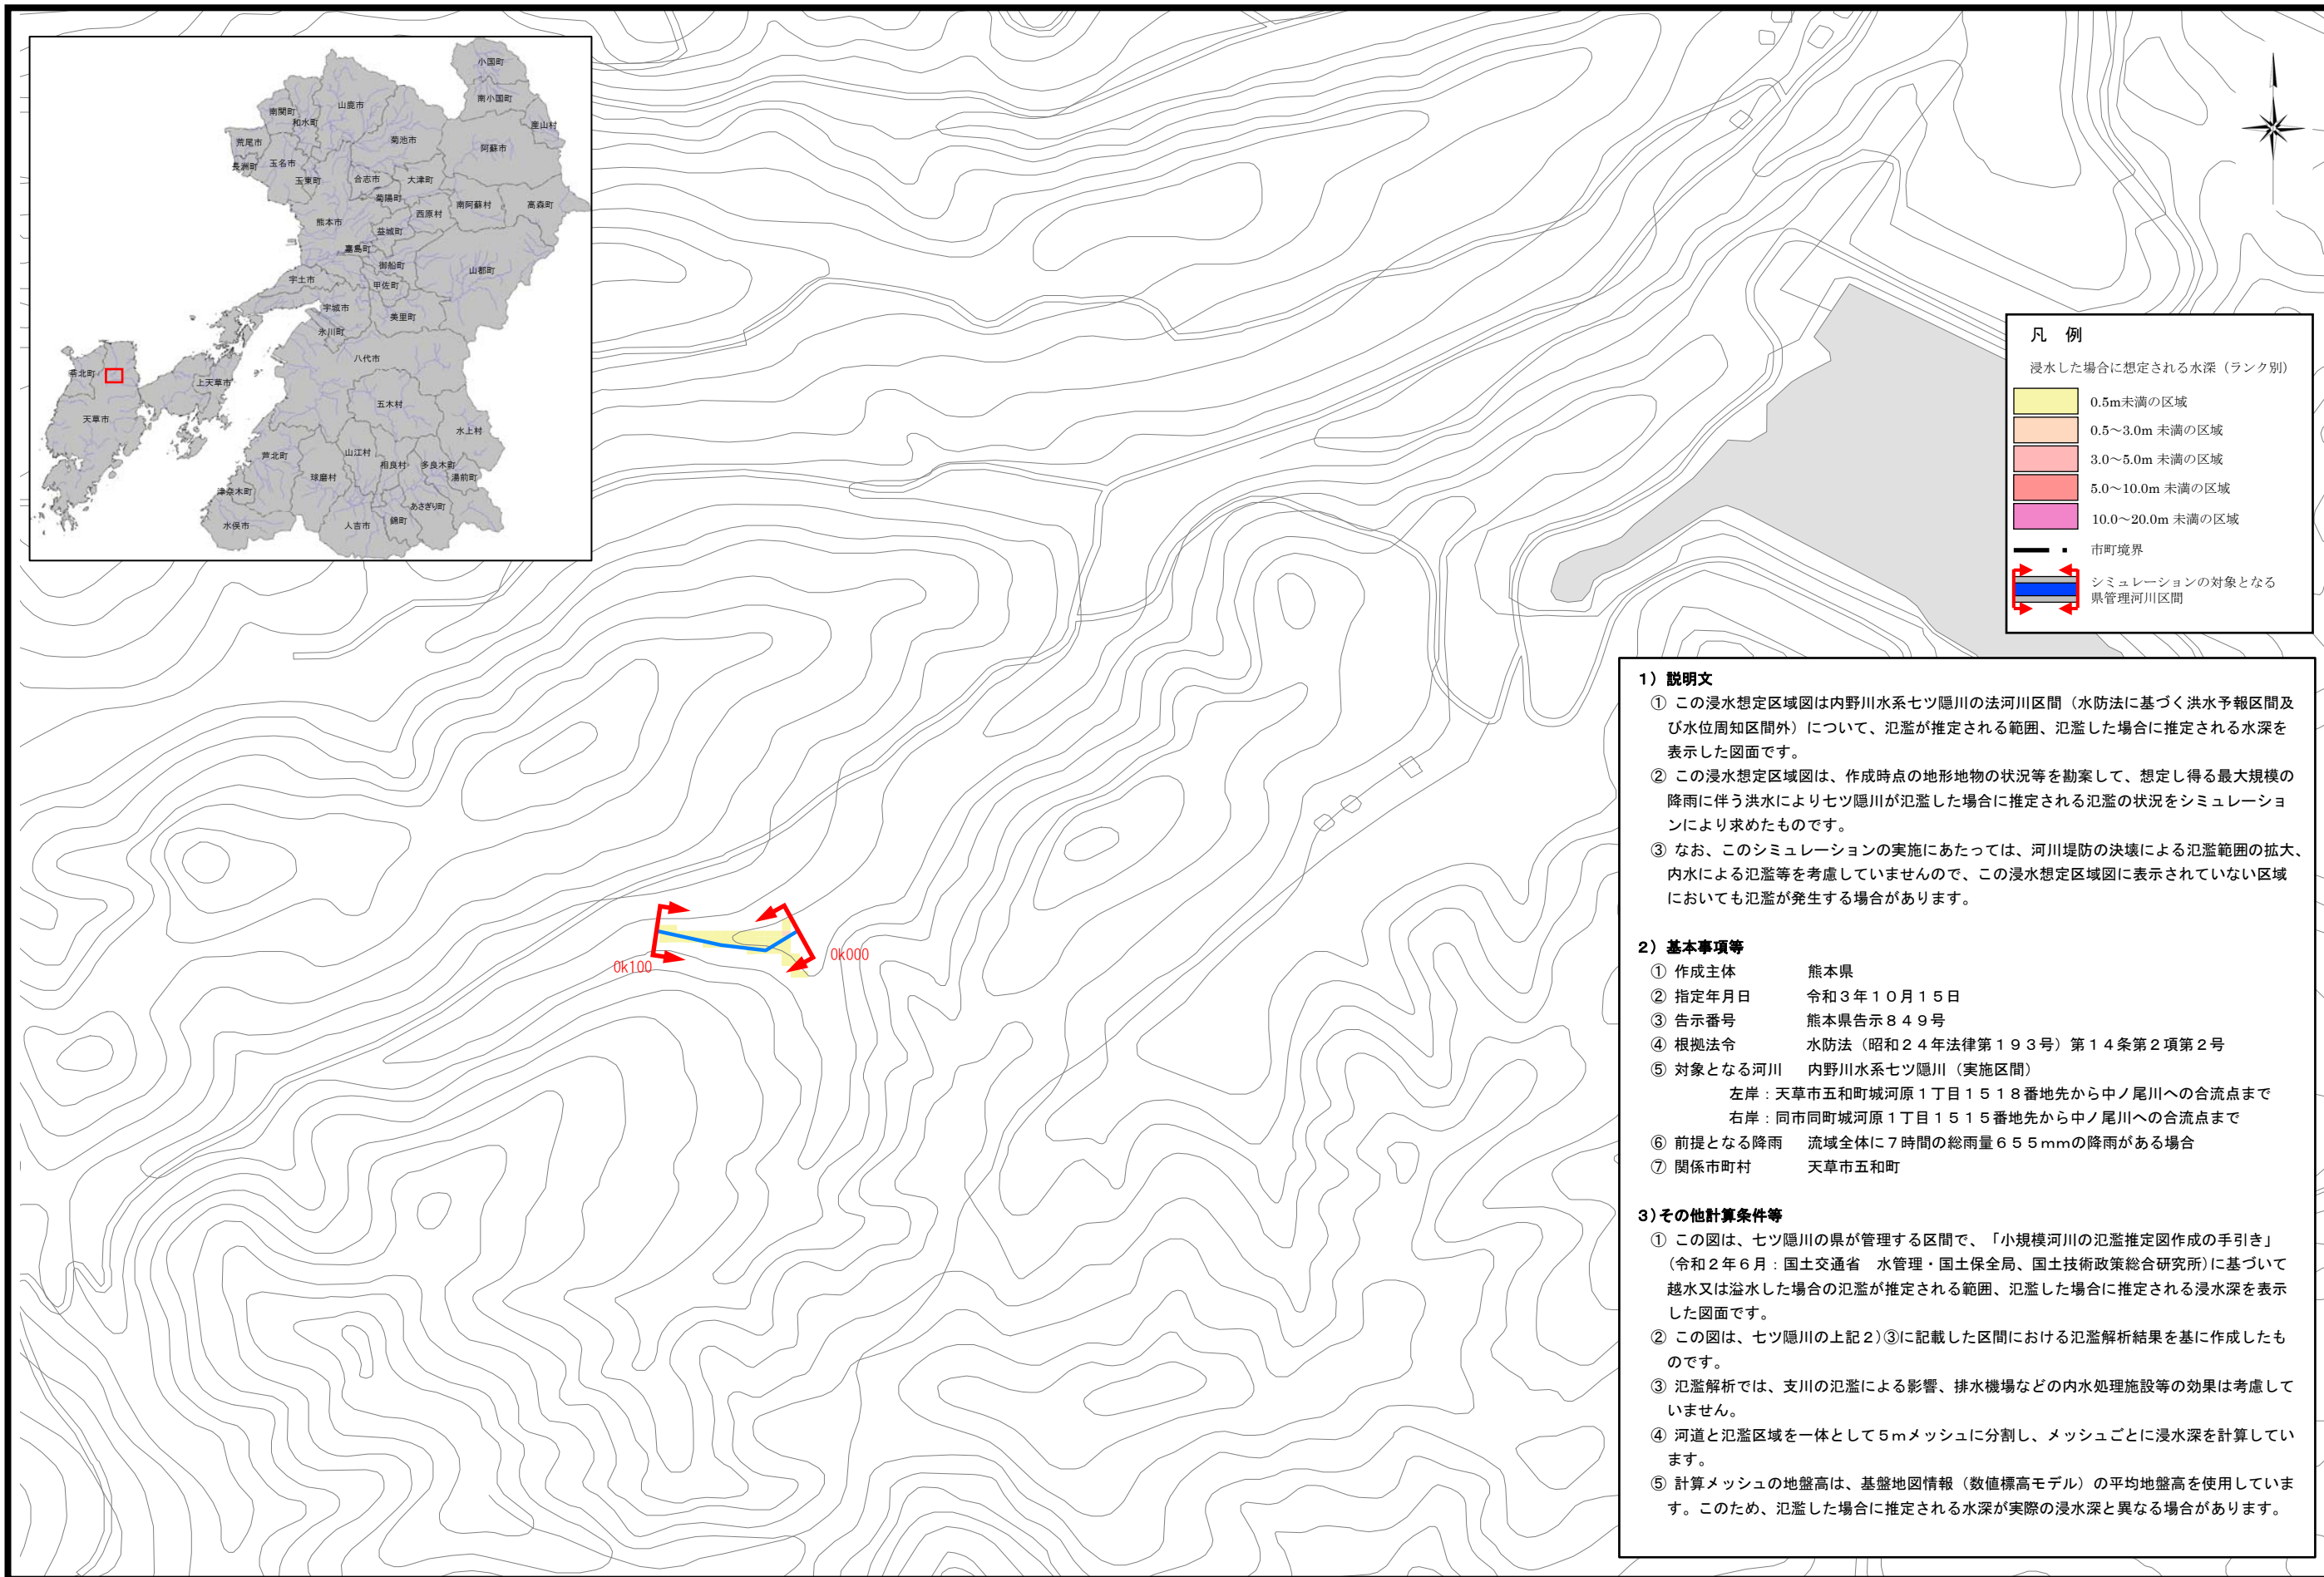 小国町
南小国町
産山村
南関町
山鹿市
和水町
菊池市
荒尾市
阿蘇市
長洲町
玉名市
玉東町
合志市
大津町
菊陽町
西原村
南阿蘇村
高森町
熊本市
益城町
嘉島町
御船町
山都町
宇土市
甲佐町
宇城市
美里町
氷川町
八代市
苓北町
上天草市
天草市
五木村
水上村
芦北町
山江村
相良村
多良木町
湯前町
球磨村
津奈木町
あさぎり町
水俣市
人吉市
錦町
凡 例
浸水した場合に想定される水深（ランク別）
0.5m未満の区域
0.5～3.0m 未満の区域
3.0～5.0m 未満の区域
5.0～10.0m 未満の区域
10.0～20.0m 未満の区域
市町境界
シミュレーションの対象となる
県管理河川区間
0k100
0k000
1）説明文
① この浸水想定区域図は内野川水系七ツ隠川の法河川区間（水防法に基づく洪水予報区間及
び水位周知区間外）について、氾濫が推定される範囲、氾濫した場合に推定される水深を
表示した図面です。
② この浸水想定区域図は、作成時点の地形地物の状況等を勘案して、想定し得る最大規模の
降雨に伴う洪水により七ツ隠川が氾濫した場合に推定される氾濫の状況をシミュレーショ
ンにより求めたものです。
③ なお、このシミュレーションの実施にあたっては、河川堤防の決壊による氾濫範囲の拡大、
内水による氾濫等を考慮していませんので、この浸水想定区域図に表示されていない区域
においても氾濫が発生する場合があります。
2）基本事項等
① 作成主体 熊本県
② 指定年月日 令和３年１０月１５日
③ 告示番号 熊本県告示８４９号
④ 根拠法令 水防法（昭和２４年法律第１９３号）第１４条第２項第２号
⑤ 対象となる河川 内野川水系七ツ隠川（実施区間）
左岸：天草市五和町城河原１丁目１５１８番地先から中ノ尾川への合流点まで
右岸：同市同町城河原１丁目１５１５番地先から中ノ尾川への合流点まで
⑥ 前提となる降雨 流域全体に７時間の総雨量６５５mmの降雨がある場合
⑦ 関係市町村 天草市五和町
3)その他計算条件等
① この図は、七ツ隠川の県が管理する区間で、「小規模河川の氾濫推定図作成の手引き」
(令和２年６月：国土交通省 水管理・国土保全局、国土技術政策総合研究所)に基づいて
越水又は溢水した場合の氾濫が推定される範囲、氾濫した場合に推定される浸水深を表示
した図面です。
② この図は、七ツ隠川の上記２)③に記載した区間における氾濫解析結果を基に作成したも
のです。
③ 氾濫解析では、支川の氾濫による影響、排水機場などの内水処理施設等の効果は考慮して
いません。
④ 河道と氾濫区域を一体として５ｍメッシュに分割し、メッシュごとに浸水深を計算してい
ます。
⑤ 計算メッシュの地盤高は、基盤地図情報（数値標高モデル）の平均地盤高を使用していま
す。このため、氾濫した場合に推定される水深が実際の浸水深と異なる場合があります。